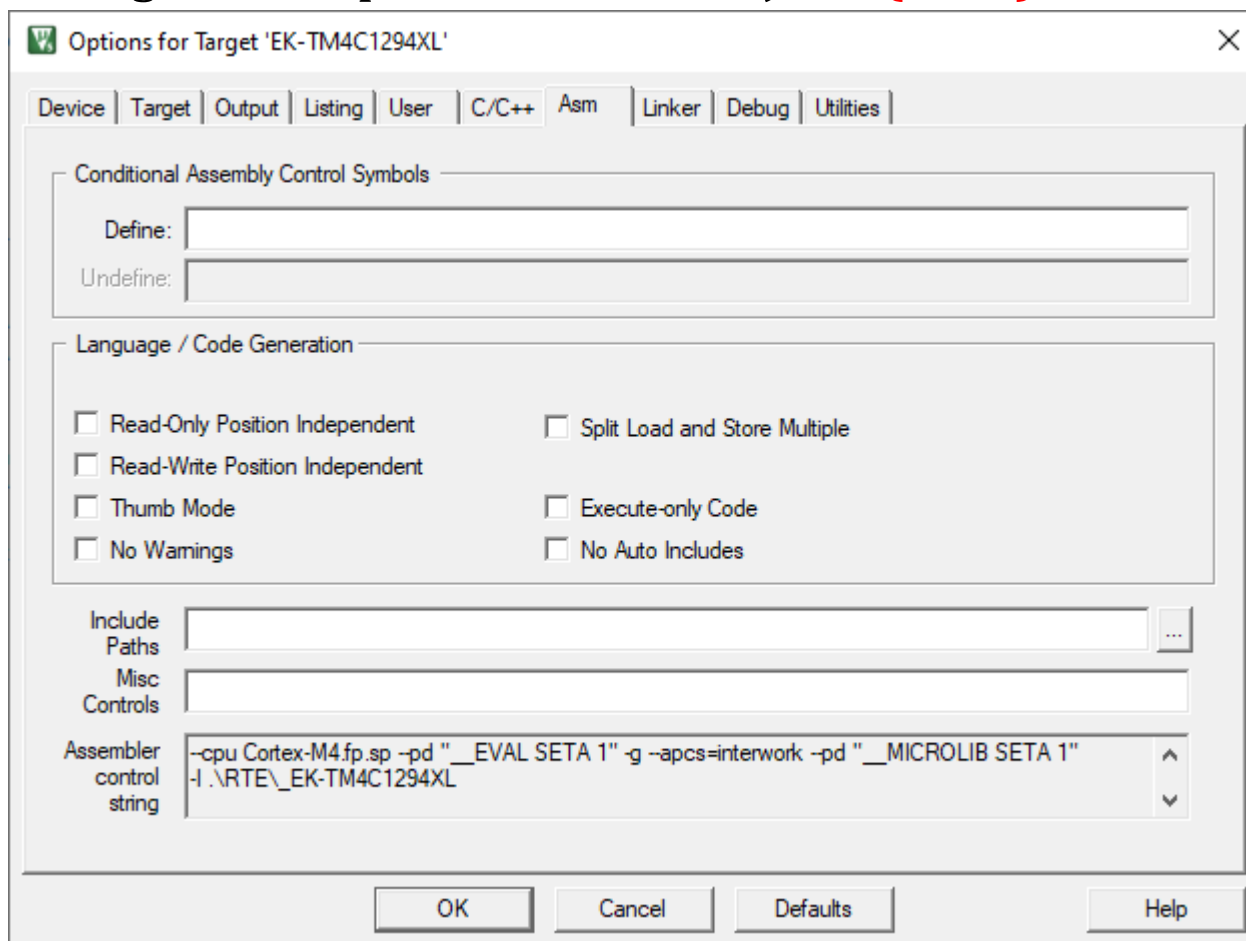 Options for Target 'EK-TM4C1294XL'
Device Target Output Listing User C/C++ Asm Linker Debug Utilities
Conditional Assembly Control Symbols
Define:
Undefine:
Language / Code Generation
Read-Only Position Independent Split Load and Store Multiple
Read-Write Position Independent
Thumb Mode Execute-only Code
No Warnings No Auto Includes
Include
Paths
...
Misc
Controls
Assembler
control
string
--cpu Cortex-M4.fp.sp --pd "__EVAL SETA 1" -g --apcs=interwork --pd "__MICROLIB SETA 1"
-I .\RTE\_EK-TM4C1294XL
OK Cancel Defaults Help